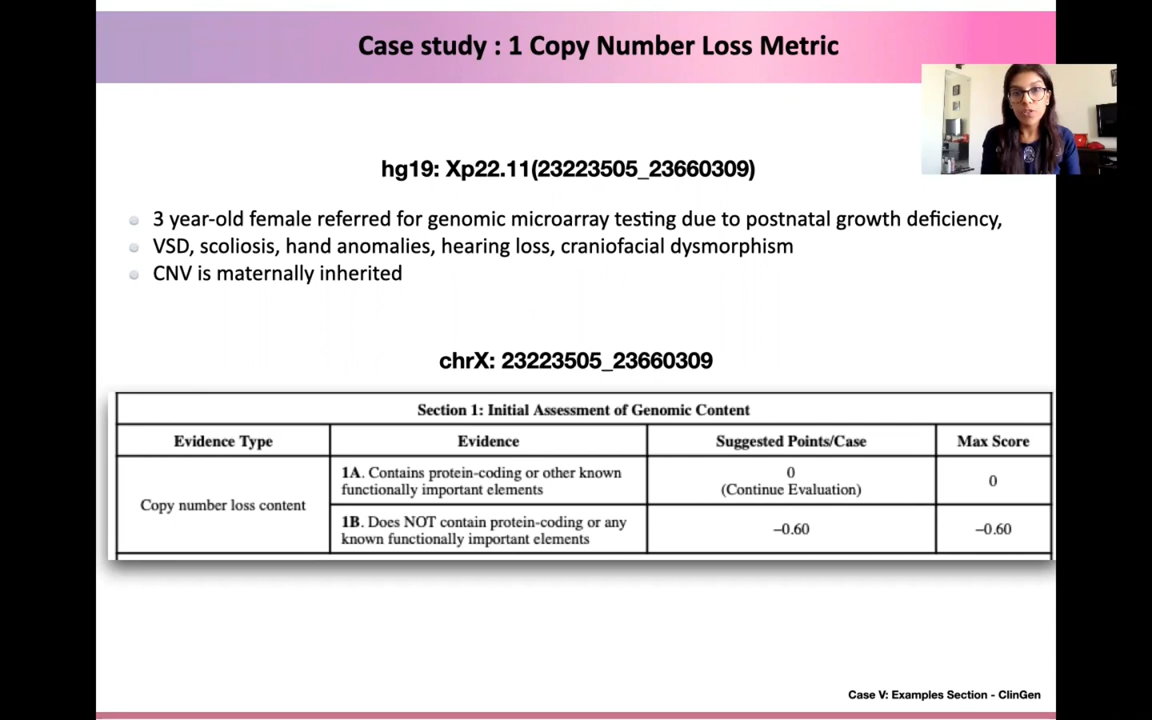 Case study : 1 Copy Number Loss Metric
hg19: Xp22.11(23223505_23660309)
3 year-old female referred for genomic microarray testing due to postnatal growth deficiency,
VSD, scoliosis, hand anomalies, hearing loss, craniofacial dysmorphism
CNV is maternally inherited
chrX: 23223505_23660309
Section 1: Initial Assessment of Genomic Content
Evidence Type Evidence Suggested Points/Case Max Score
Copy number loss content
1A. Contains protein-coding or other known
functionally important elements
0
(Continue Evaluation)
0
1B. Does NOT contain protein-coding or any
known functionally important elements
–0.60
–0.60
Case V: Examples Section - ClinGen